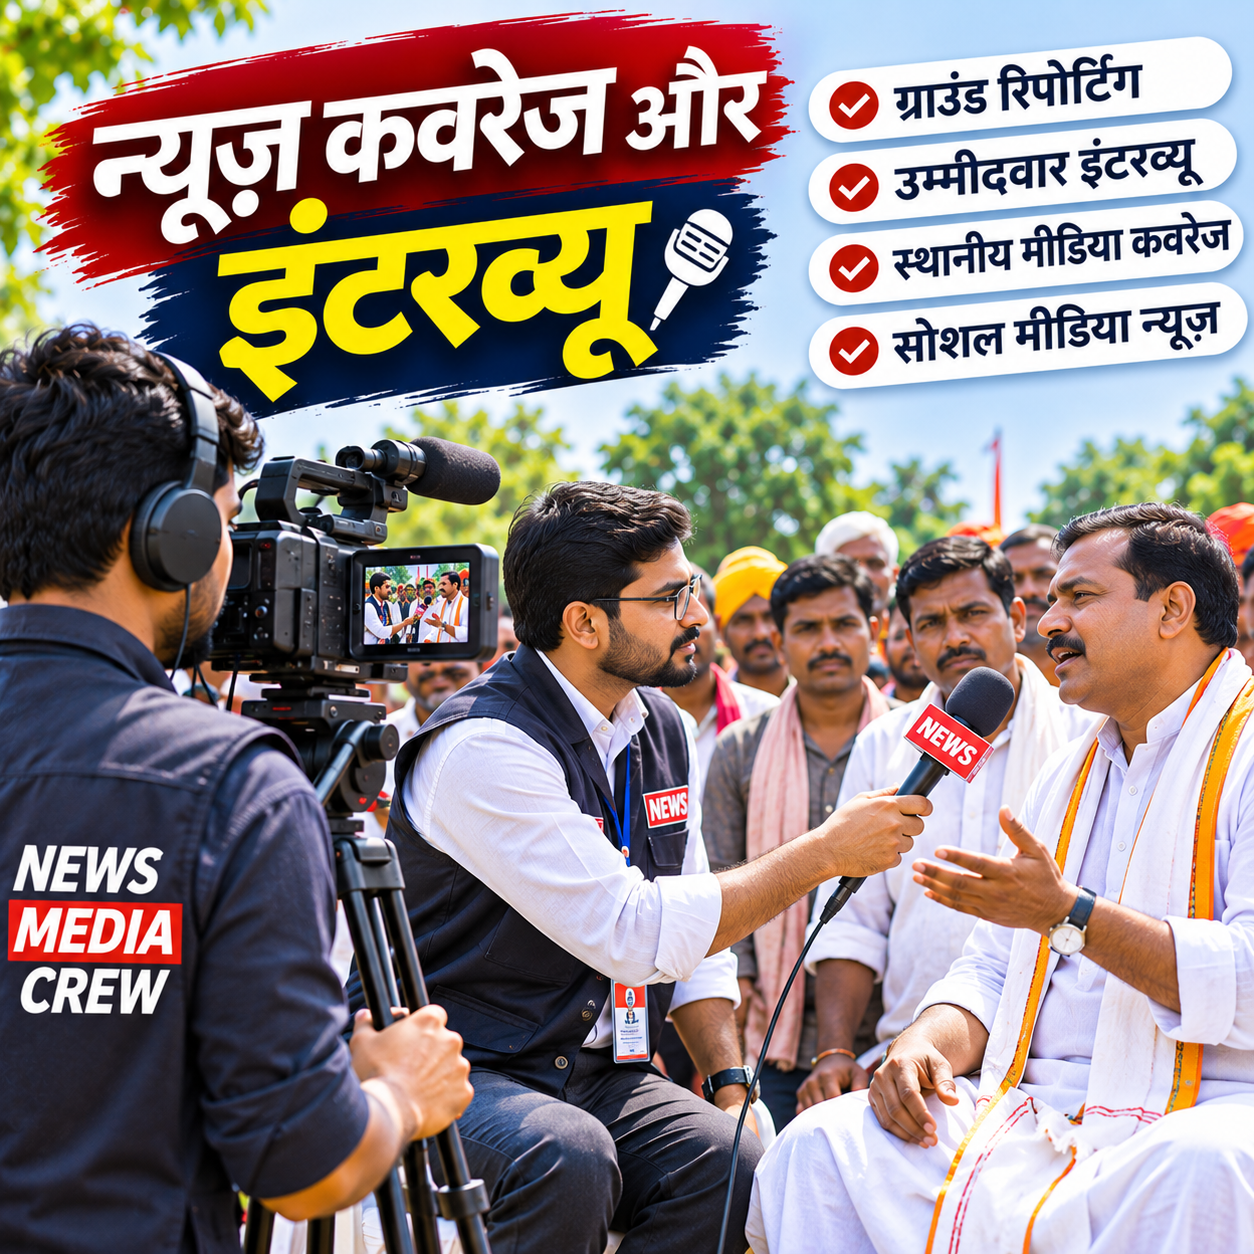 न्यूज़ कवरेज और
इंटरव्यू
ग्राउंड रिपोर्टिंग
उम्मीदवार इंटरव्यू
स्थानीय मीडिया कवरेज
सोशल मीडिया न्यूज़
NEWS
NEWS
NEWS
MEDIA
CREW